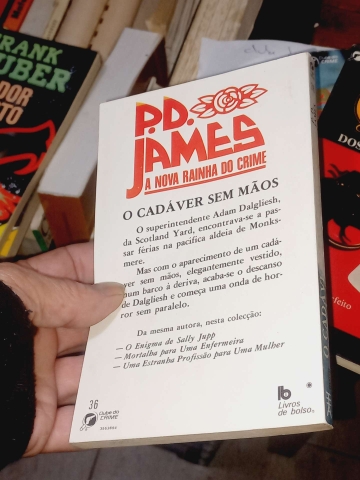 FRANK
P.D.
JAMES
A NOVA RAINHA DO CRIME
O CADÁVER SEM MÃOS
O superintendente Adam Dalgliesh,
da Scotland Yard, encontrava-se a pas-
sar férias na pacífica aldeia de Monks-
mere.
Mas com o aparecimento de um cadá-
ver sem mãos, elegantemente vestido,
num barco à deriva, acaba-se o descanso
de Dalgliesh e começa uma onda de hor-
ror sem paralelo.
Da mesma autora, nesta colecção:
— O Enigma de Sally Jupp
— Mortalha para Uma Enfermeira
— Uma Estranha Profissão para Uma Mulher
36
Clube do
CRIME
Livros
de bolso